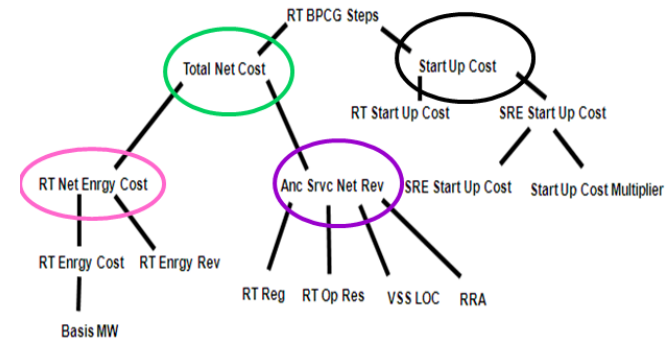 RT BPCG Steps
Total Net Cost
Start Up Cost
RT Start Up Cost
SRE Start Up Cost
RT Net Enrgy Cost
Anc Srvc Net Rev
SRE Start Up Cost
Start Up Cost Multiplier
RT Enrgy Cost
RT Enrgy Rev
RT Reg
RT Op Res
VSS LOC
RRA
Basis MW